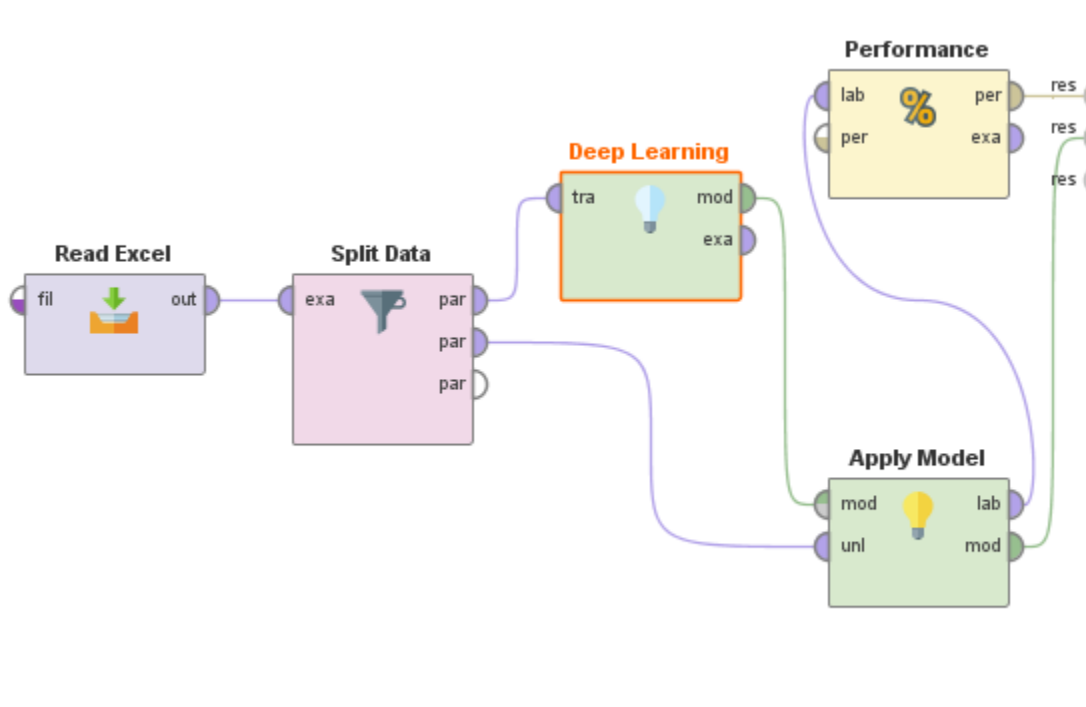 Performance
lab
per
res
per
exa
res
res
Deep Learning
tra
mod
exa
Read Excel
fil
out
Split Data
exa
par
par
par
Apply Model
mod
lab
unl
mod